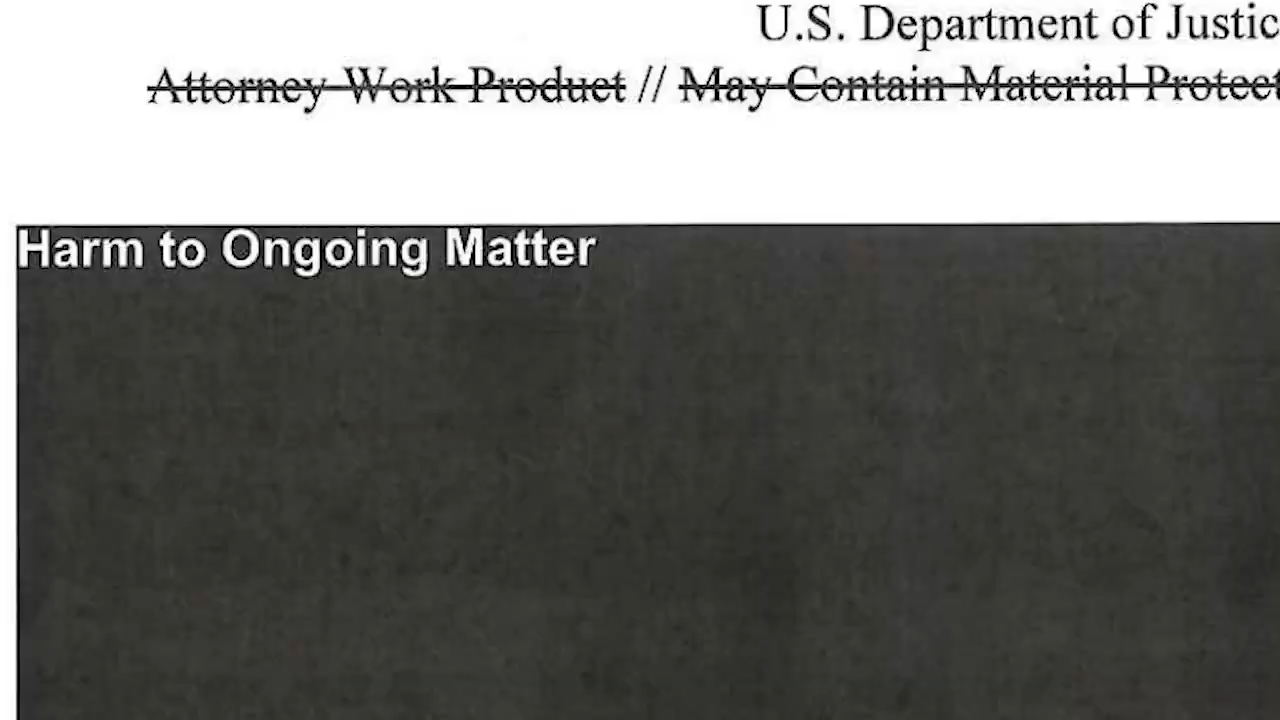 U.S. Department of Justic
Attorney Work Product // May Contain Material Protect
Harm to Ongoing Matter